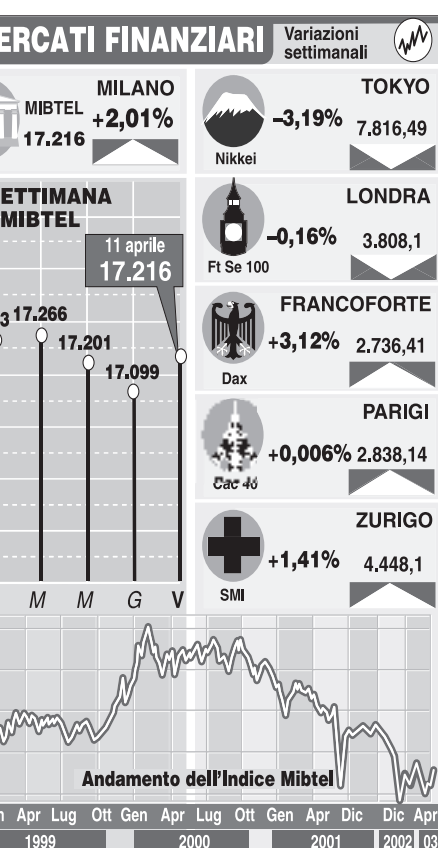 ERCATI FINANZIARI
Variazioni
settimanali
MILANO
MIBTEL
+2,01%
17.216
TOKYO
-3,19%
7.816,49
Nikkei
LONDRA
-0,16%
3.808,1
Ft Se 100
FRANCOFORTE
+3,12%
2.736,41
Dax
PARIGI
+0,006%
2.838,14
Cac 40
ZURIGO
+1,41%
4.448,1
SMI
ETTIMANA
MIBTEL
11 aprile
17.216
3
17.266
17.201
17.099
M M G V
Andamento dell'Indice Mibtel
n Apr Lug Ott Gen Apr Lug Ott Gen Apr Dic Dic Apr
1999 2000 2001 2002 03